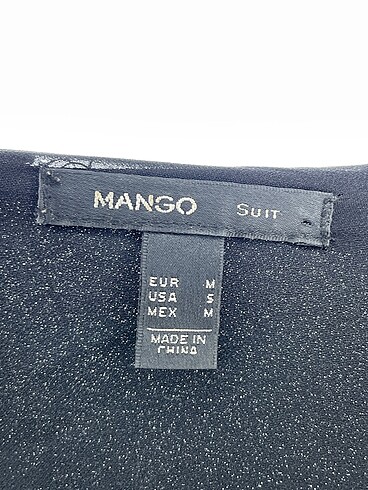 MANGO SUIT
EUR M
USA S
MEX M
MADE IN
CHINA